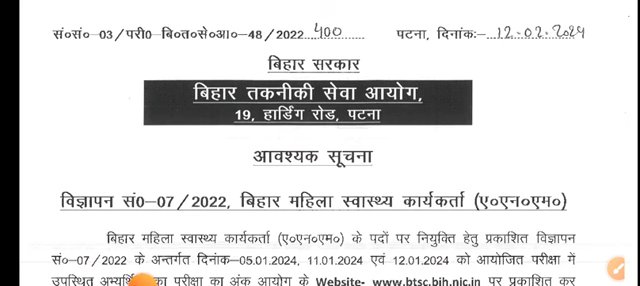 सं०सं० 03/परी0 बि०त०से०आ०-48/2022 400 पटना, दिनांकः- 12.02.2024
बिहार सरकार
बिहार तकनीकी सेवा आयोग,
19, हार्डिंग रोड, पटना
आवश्यक सूचना
विज्ञापन सं0-07/2022, बिहार महिला स्वास्थ्य कार्यकर्ता (ए०एन०एम०)
बिहार महिला स्वास्थ्य कार्यकर्ता (ए०एन०एम०) के पदों पर नियुक्ति हेतु प्रकाशित विज्ञापन
सं०-07/2022 के अन्तर्गत दिनांक-05.01.2024, 11.01.2024 एवं 12.01.2024 को आयोजित परीक्षा में
उपस्थित का परीक्षा का अंक आयोग के Website- www.btsc.bih.nic.in पर प्रकाशित कर